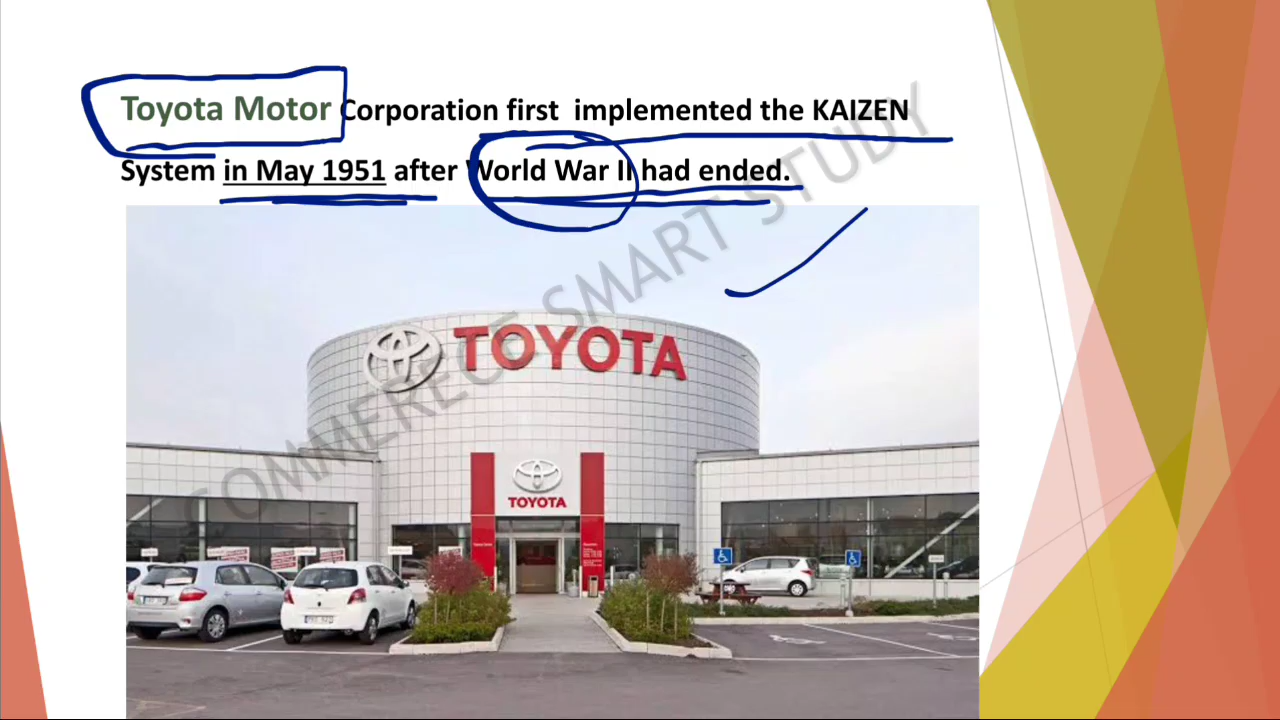 Toyota Motor Corporation first implemented the KAIZEN
System in May 1951 after World War II had ended.
COMMERECE SMART STUDY
TOYOTA
TOYOTA